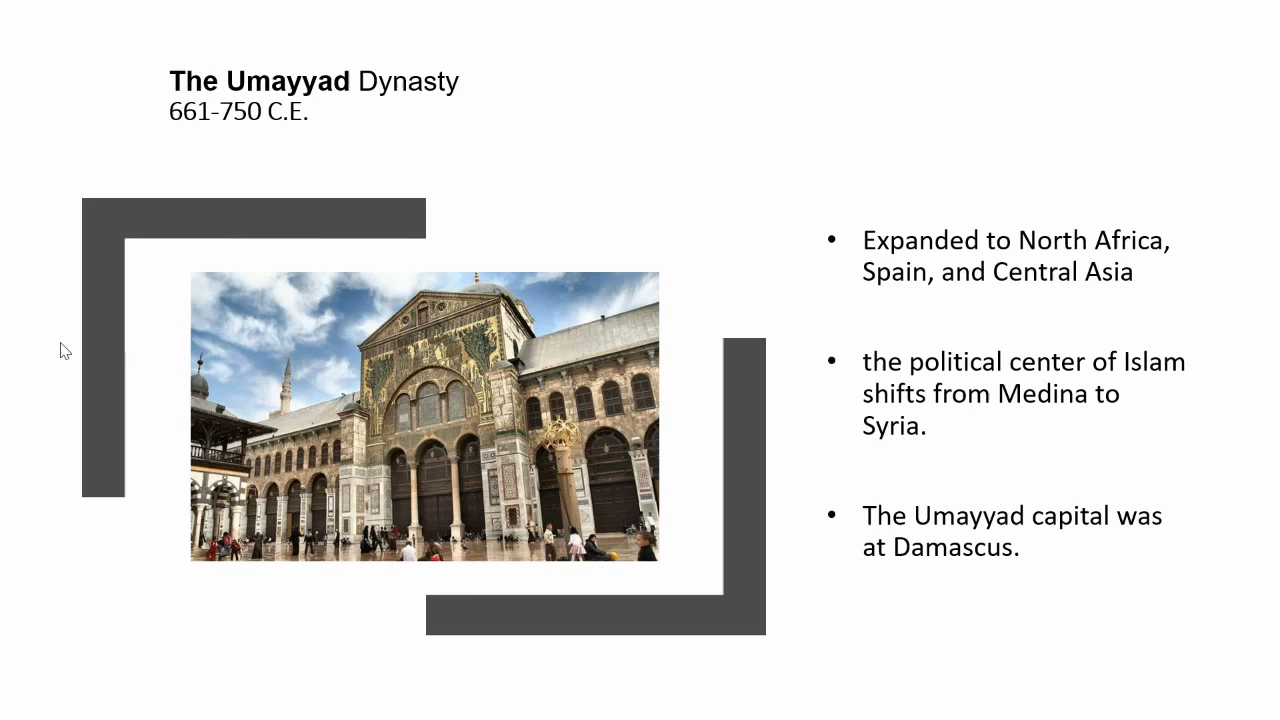 The Umayyad Dynasty
661-750 C.E.
• Expanded to North Africa,
Spain, and Central Asia
• the political center of Islam
shifts from Medina to
Syria.
• The Umayyad capital was
at Damascus.